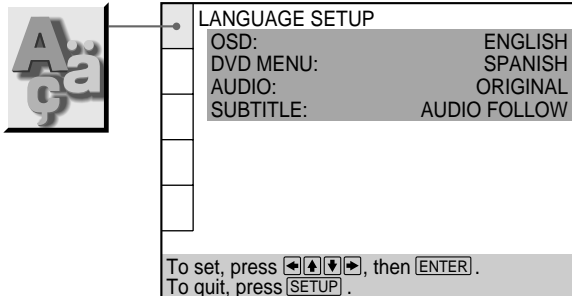 Aäç
LANGUAGE SETUP
OSD: ENGLISH
DVD MENU: SPANISH
AUDIO: ORIGINAL
SUBTITLE: AUDIO FOLLOW
To set, press ←↑↓→, then ENTER.
To quit, press SETUP.